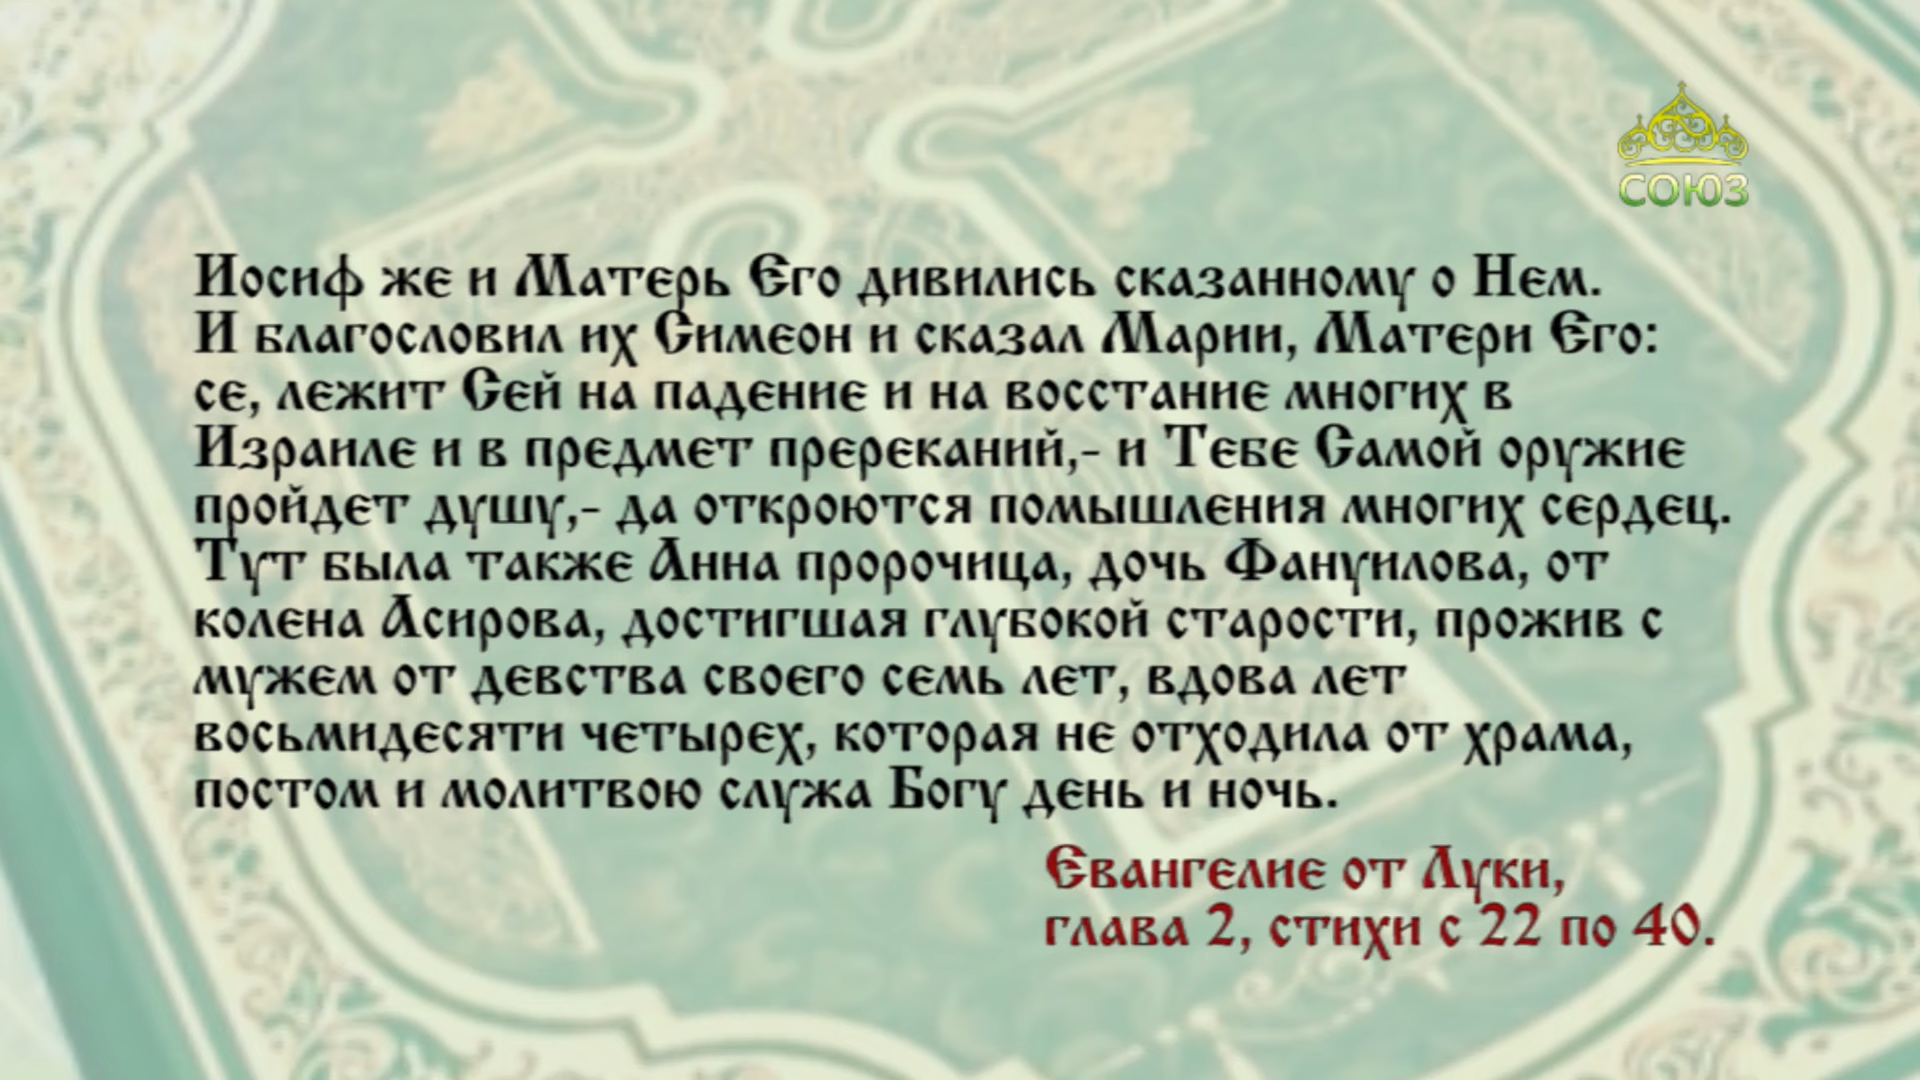 СОЮЗ
Иосиф же и Матерь Его дивились сказанному о Нем.
И благословил их Симеон и сказал Марии, Матери Его:
се, лежит Сей на падение и на восстание многих в
Израиле и в предмет пререканий,- и Тебе Самой оружие
пройдет душу,- да откроются помышления многих сердец.
Тут была также Анна пророчица, дочь Фануилова, от
колена Асирова, достигшая глубокой старости, прожив с
мужем от девства своего семь лет, вдова лет
восьмидесяти четырех, которая не отходила от храма,
постом и молитвою служа Богу день и ночь.
Евангелие от Луки,
глава 2, стихи с 22 по 40.